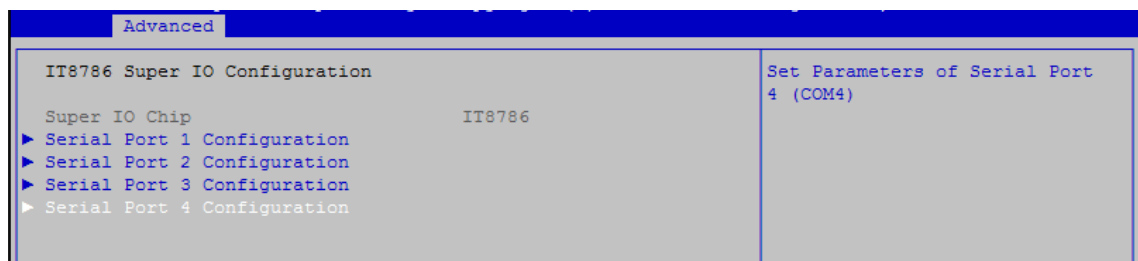 Advanced
IT8786 Super IO Configuration
Super IO Chip IT8786
► Serial Port 1 Configuration
► Serial Port 2 Configuration
► Serial Port 3 Configuration
► Serial Port 4 Configuration
Set Parameters of Serial Port
4 (COM4)